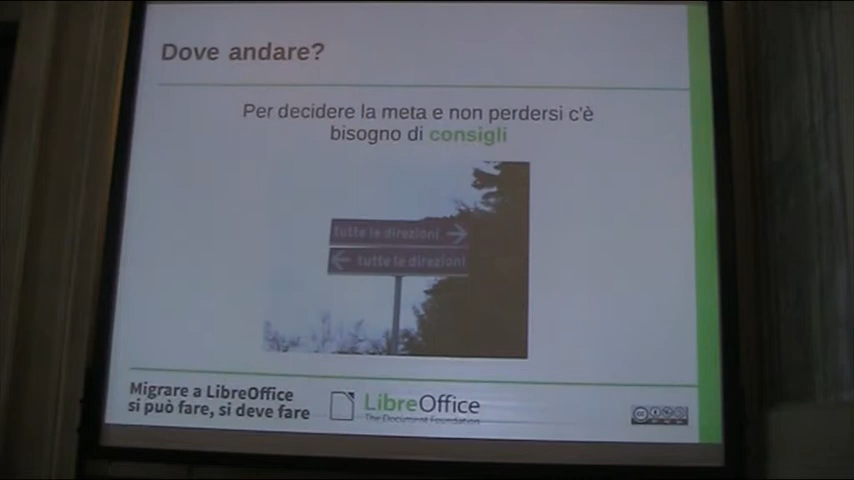 Dove andare?
Per decidere la meta e non perdersi c'è
bisogno di consigli
tutte le direzioni
tutte le direzioni
Migrare a LibreOffice
si può fare, si deve fare
LibreOffice
The Document Foundation